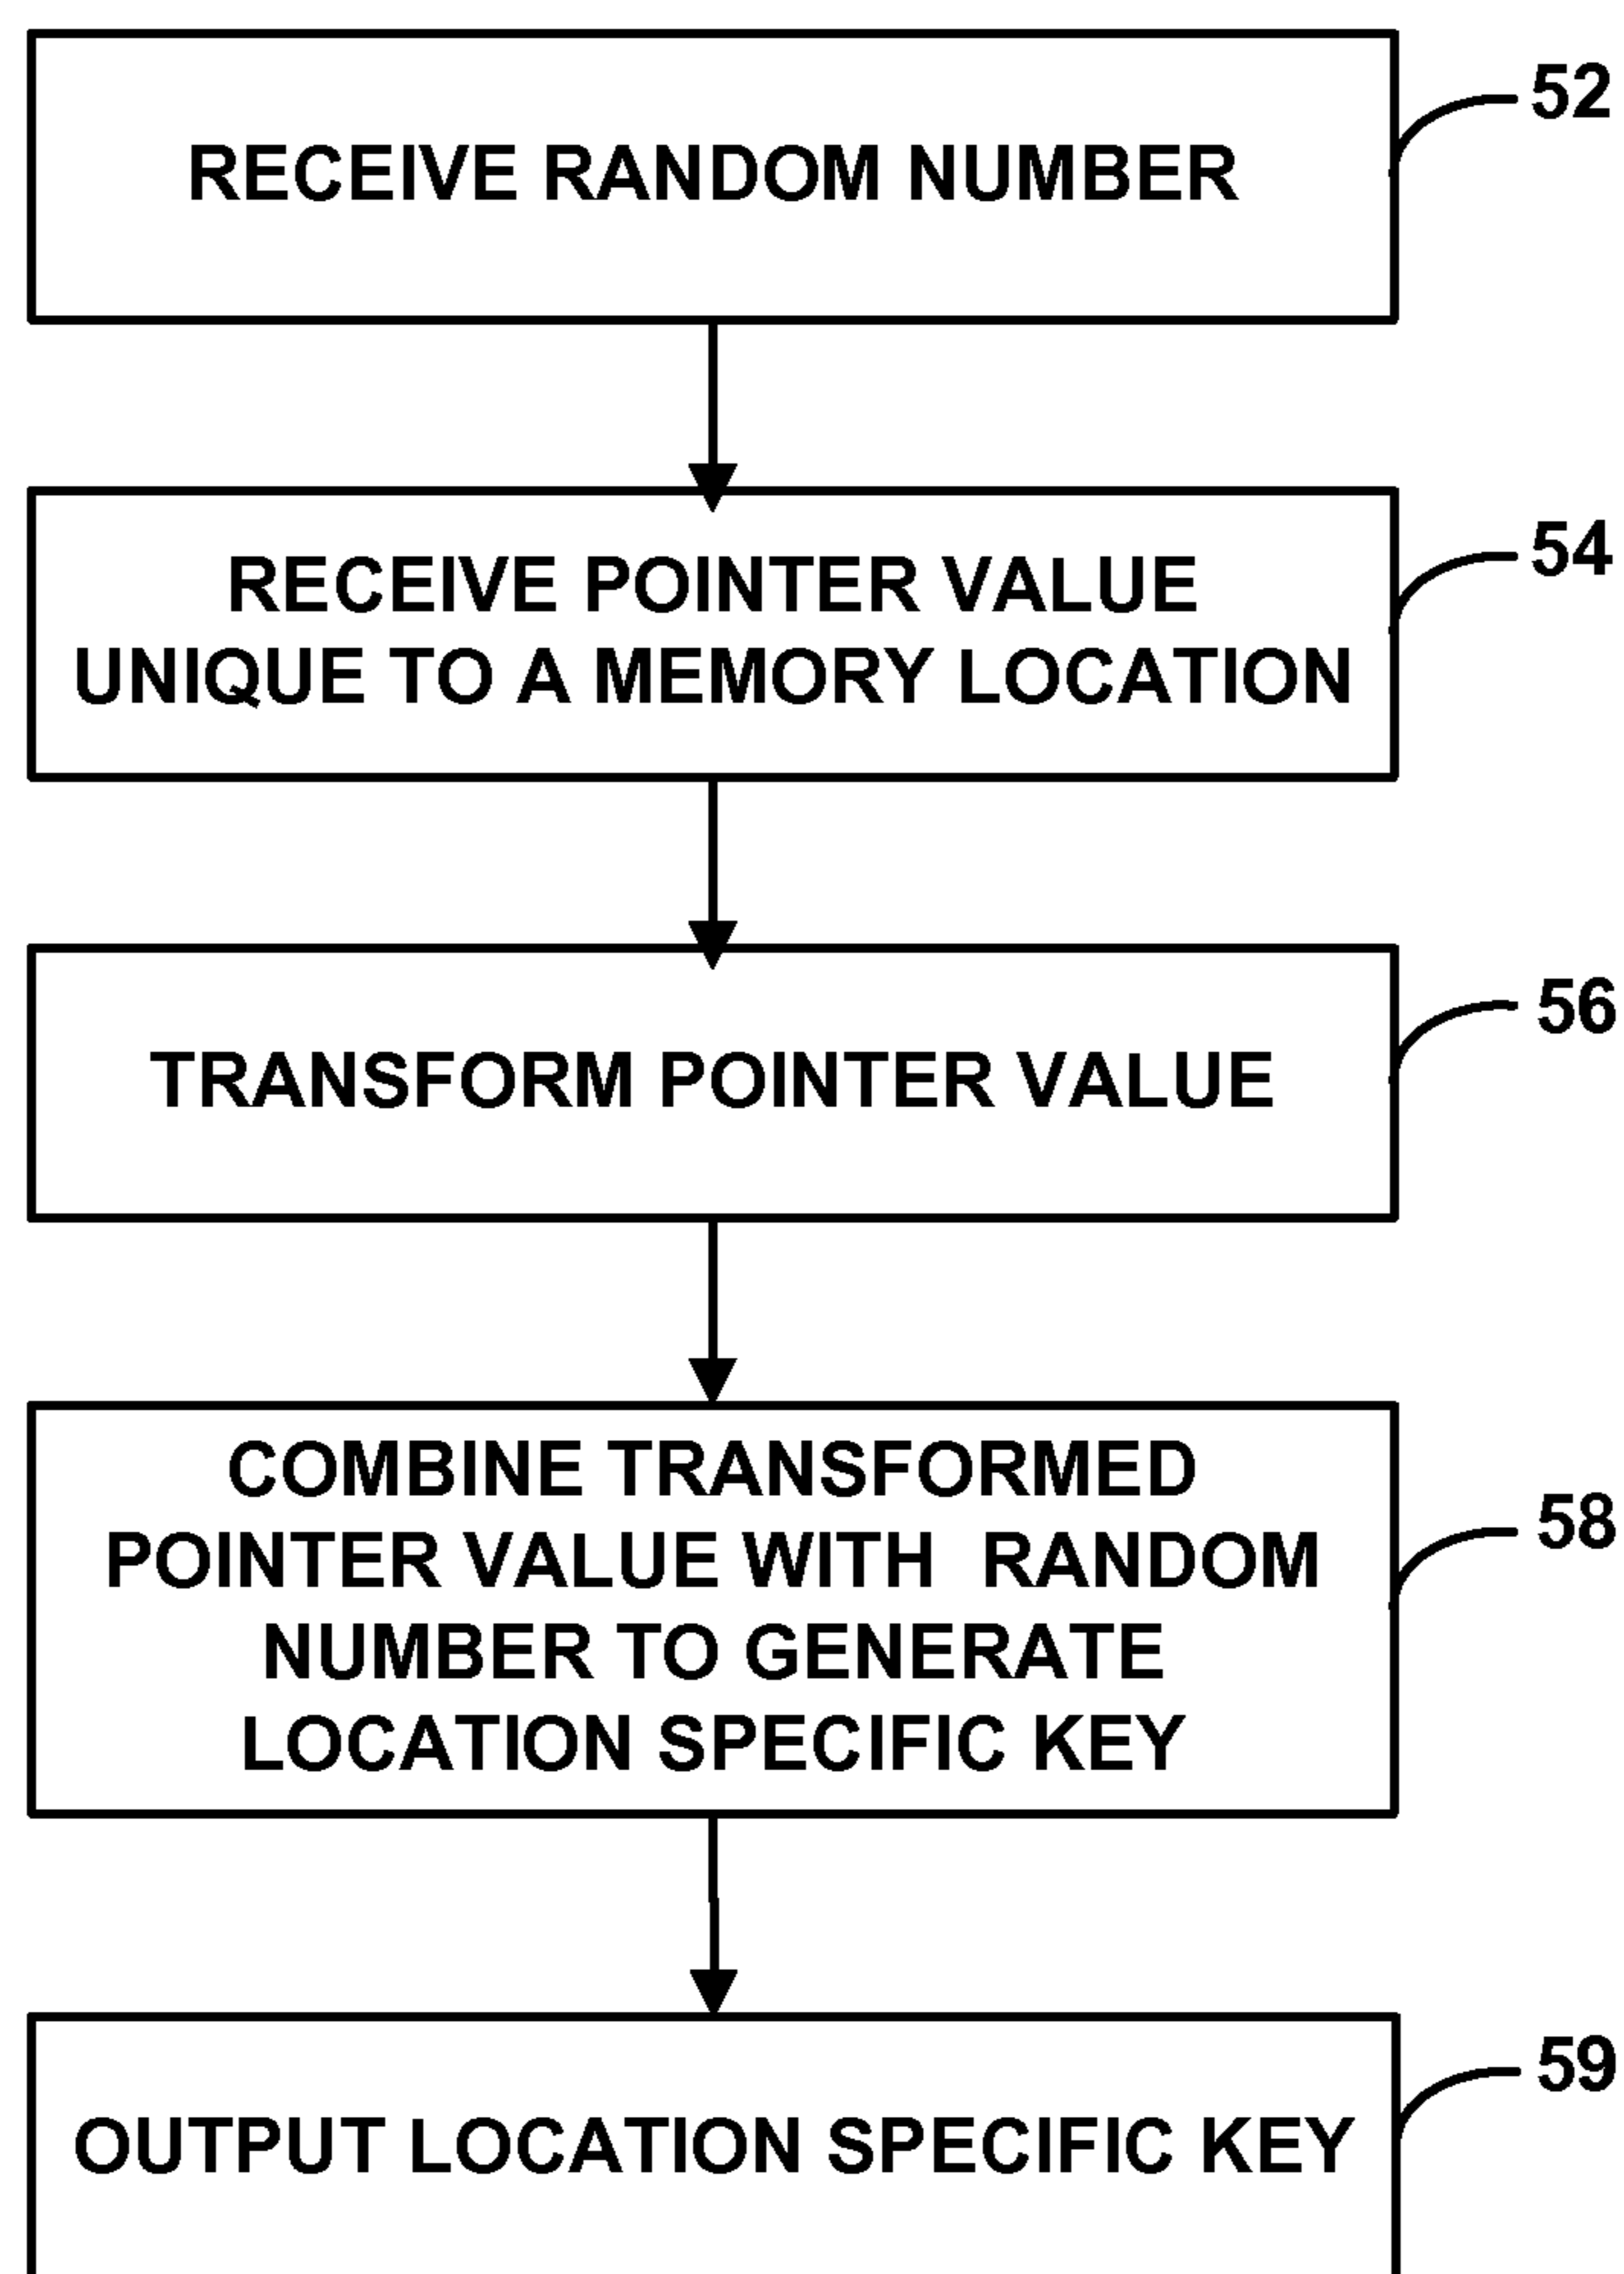 RECEIVE RANDOM NUMBER
52
RECEIVE POINTER VALUE
UNIQUE TO A MEMORY LOCATION
54
TRANSFORM POINTER VALUE
56
COMBINE TRANSFORMED
POINTER VALUE WITH RANDOM
NUMBER TO GENERATE
LOCATION SPECIFIC KEY
58
OUTPUT LOCATION SPECIFIC KEY
59